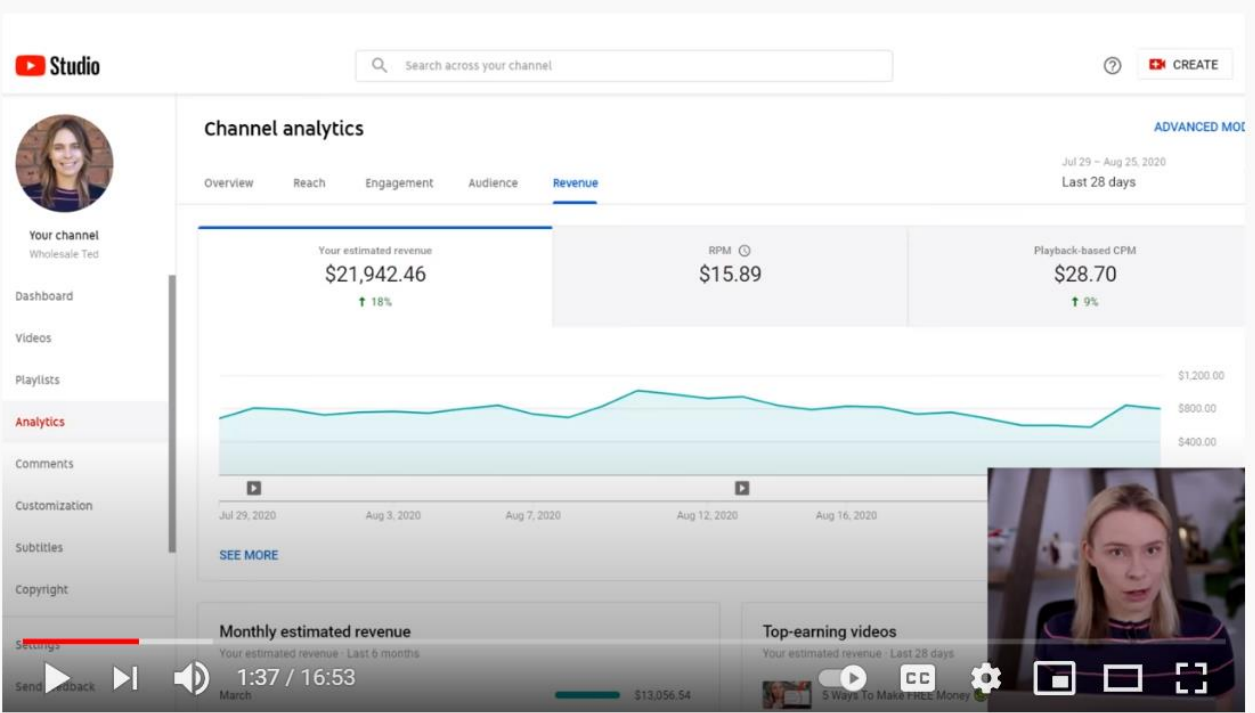 Studio
Search across your channel
CREATE
Channel analytics
ADVANCED MOD
Jul 29 – Aug 25, 2020
Last 28 days
Overview Reach Engagement Audience Revenue
Your channel
Wholesale Ted
Dashboard
Videos
Playlists
Analytics
Comments
Customization
Subtitles
Copyright
Settings
Send feedback
Your estimated revenue
$21,942.46
18%
RPM
$15.89
Playback-based CPM
$28.70
9%
$1,200.00
$800.00
$400.00
Jul 29, 2020 Aug 3, 2020 Aug 7, 2020 Aug 12, 2020 Aug 16, 2020
SEE MORE
Monthly estimated revenue
Your estimated revenue · Last 6 months
March $13,056.54
Top-earning videos
Your estimated revenue · Last 28 days
5 Ways To Make FREE Money
1:37 / 16:53
CC